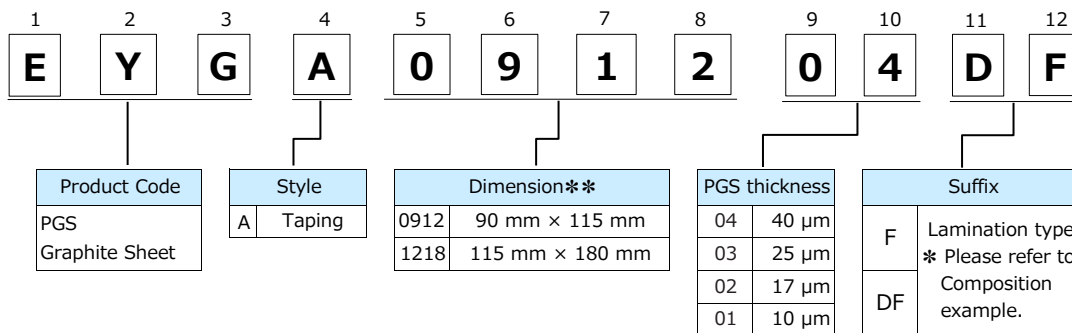 1 2 3 4 5 6 7 8 9 10 11 12
E Y G A 0 9 1 2 0 4 D F
Product Code
PGS
Graphite Sheet
Style
A Taping
Dimension**
0912 90 mm × 115 mm
1218 115 mm × 180 mm
PGS thickness
04 40 µm
03 25 µm
02 17 µm
01 10 µm
Suffix
F
DF
Lamination type
* Please refer to
Composition
example.